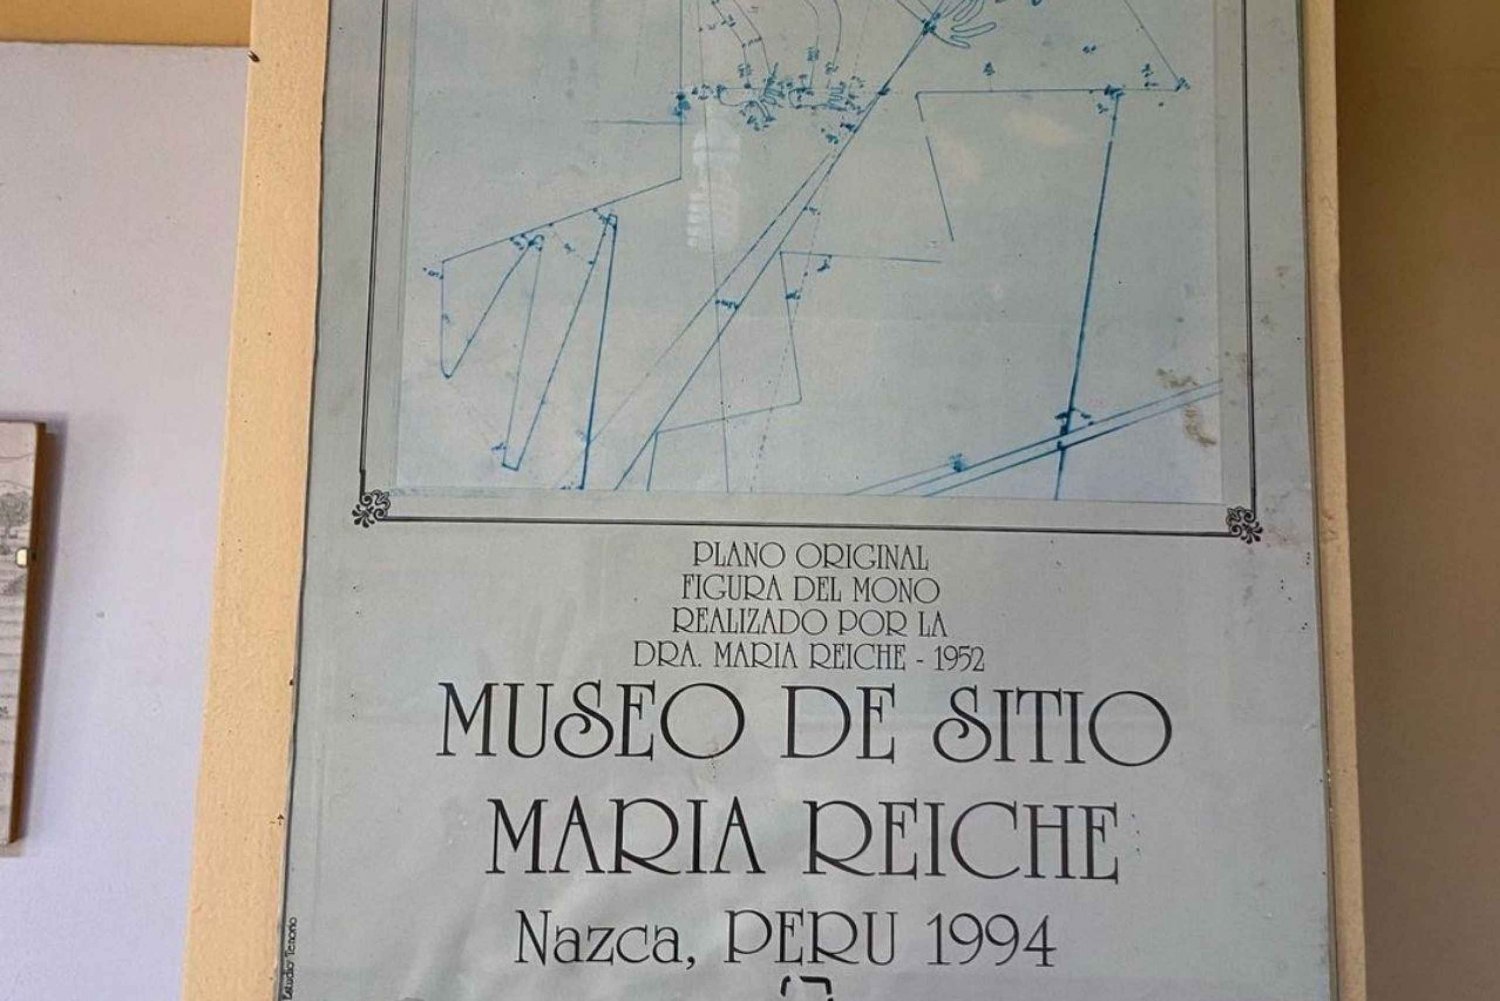 PLANO ORIGINAL
FIGURA DEL MONO
REALIZADO POR LA
DRA. MARIA REICHE - 1952
MUSEO DE SITIO
MARIA REICHE
Nazca, PERU 1994